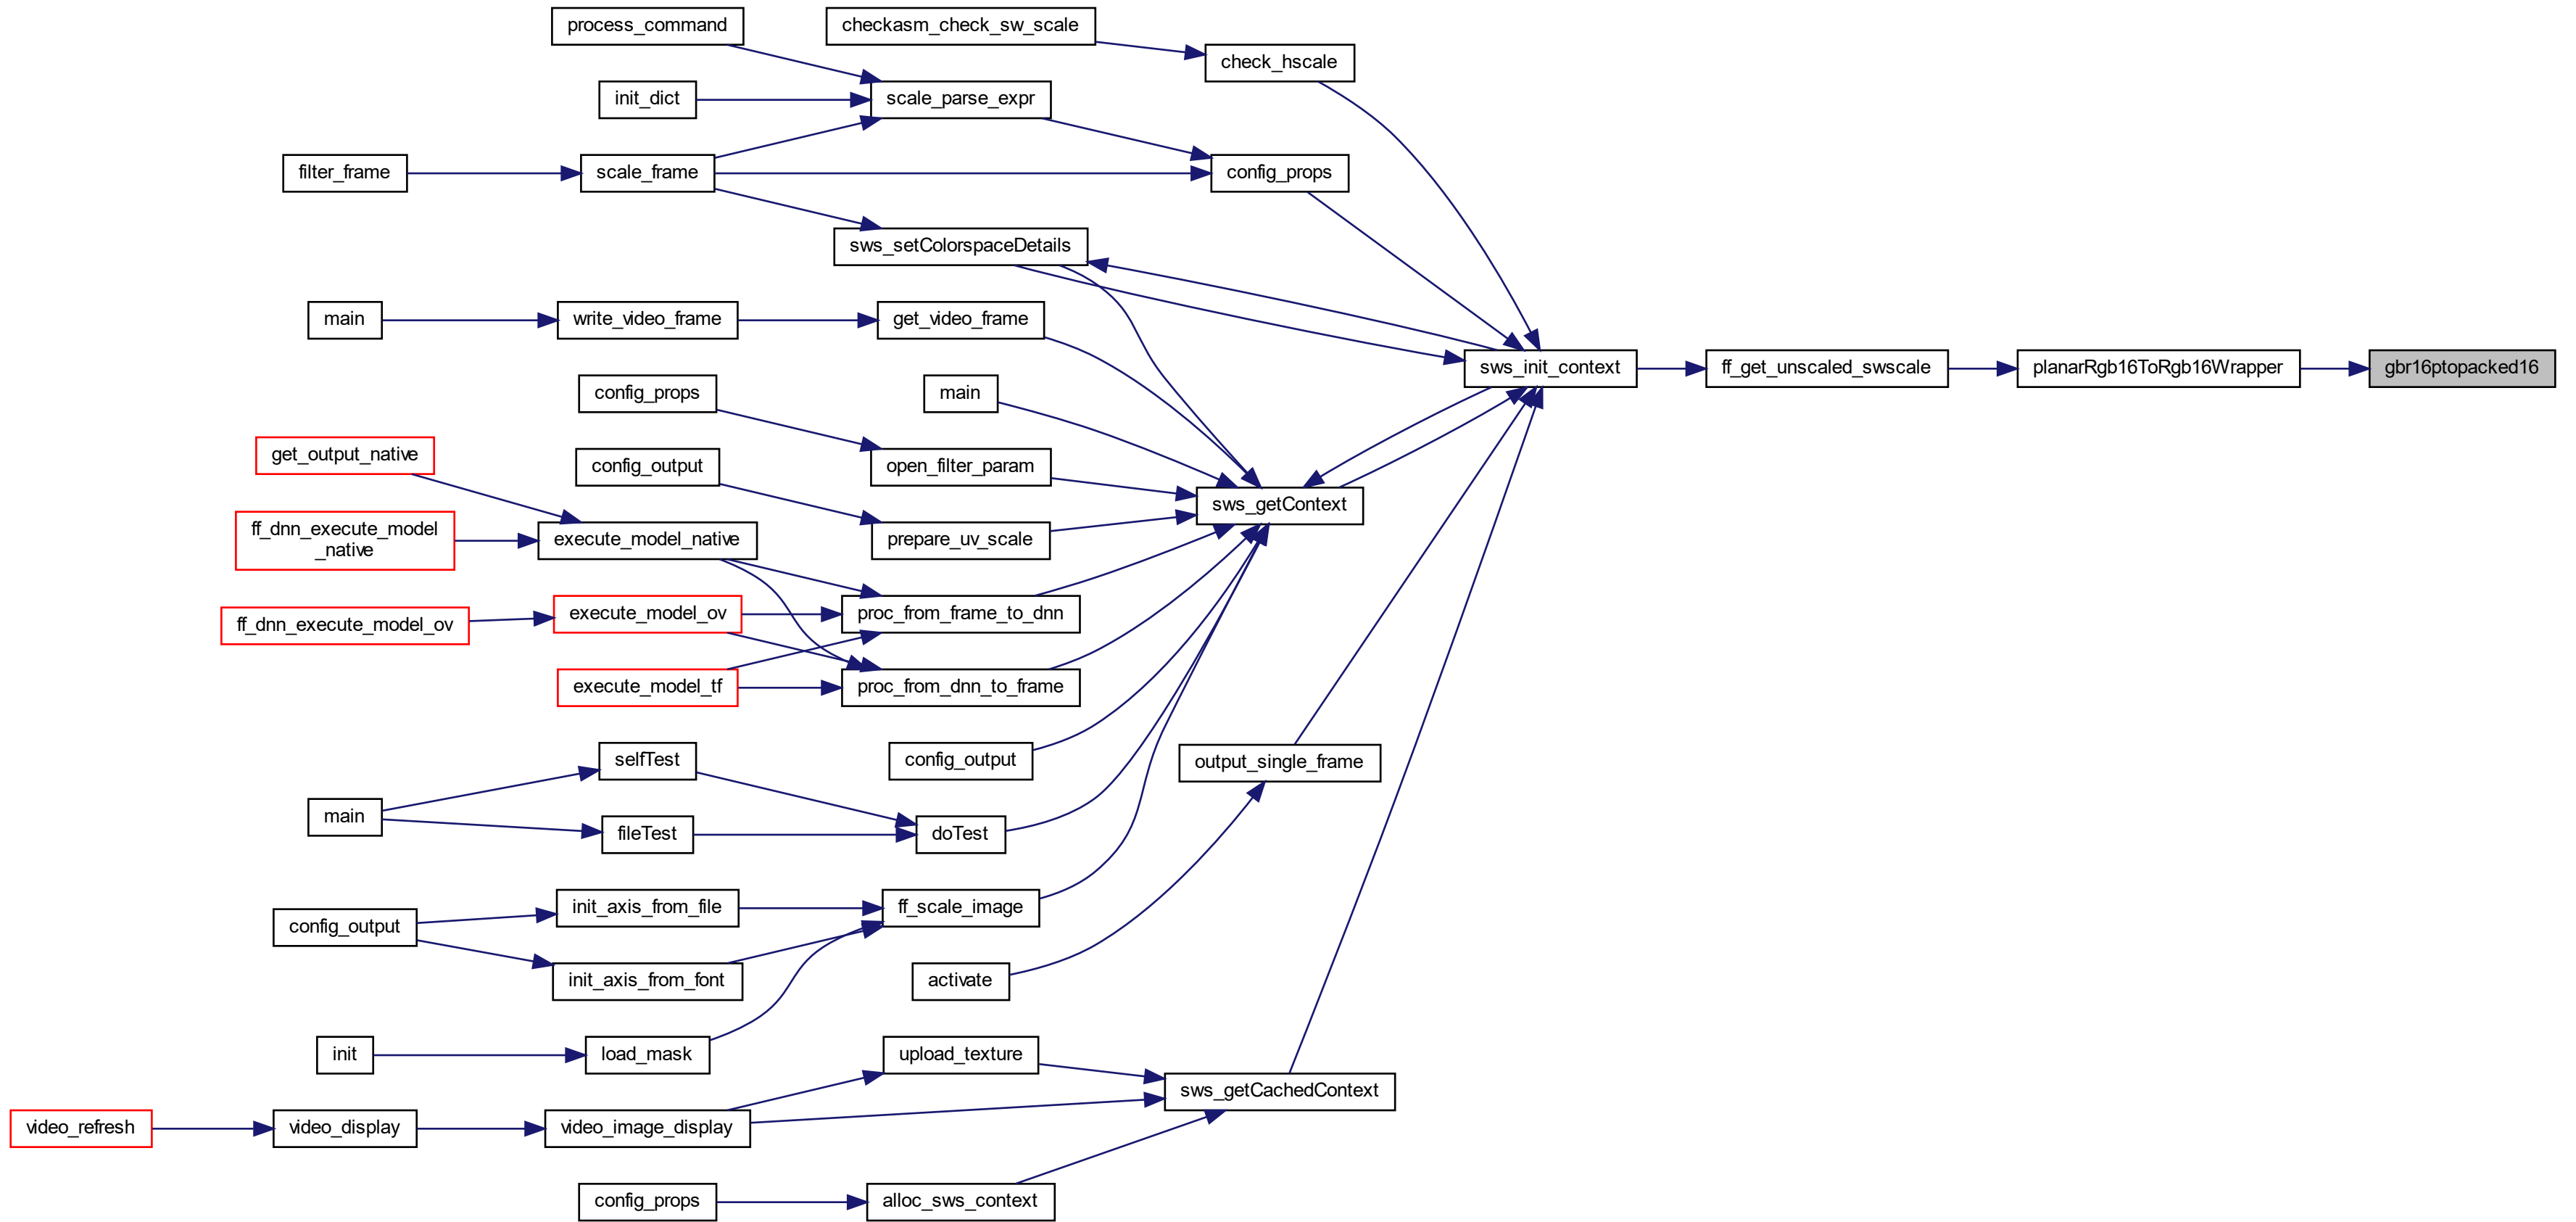 process_command
checkasm_check_sw_scale
check_hscale
init_dict
scale_parse_expr
filter_frame
scale_frame
config_props
sws_setColorspaceDetails
main
write_video_frame
get_video_frame
sws_init_context
ff_get_unscaled_swscale
planarRgb16ToRgb16Wrapper
gbr16ptopacked16
config_props
main
get_output_native
config_output
open_filter_param
sws_getContext
ff_dnn_execute_model
_native
execute_model_native
prepare_uv_scale
ff_dnn_execute_model_ov
execute_model_ov
proc_from_frame_to_dnn
execute_model_tf
proc_from_dnn_to_frame
selfTest
config_output
output_single_frame
main
fileTest
doTest
config_output
init_axis_from_file
ff_scale_image
init_axis_from_font
activate
init
load_mask
upload_texture
sws_getCachedContext
video_refresh
video_display
video_image_display
config_props
alloc_sws_context